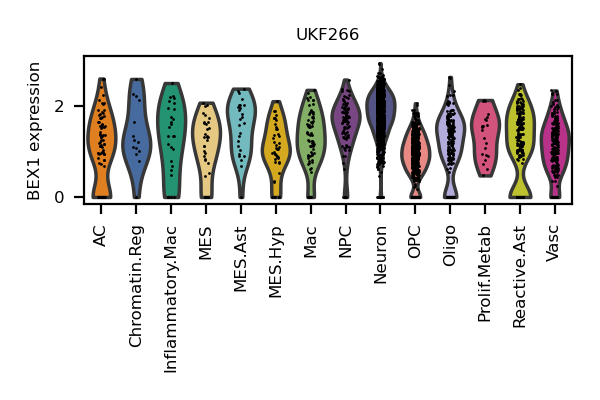 UKF266
BEX1 expression
2
0
AC
Chromatin.Reg
Inflammatory.Mac
MES
MES.Ast
MES.Hyp
Mac
NPC
Neuron
OPC
Oligo
Prolif.Metab
Reactive.Ast
Vasc